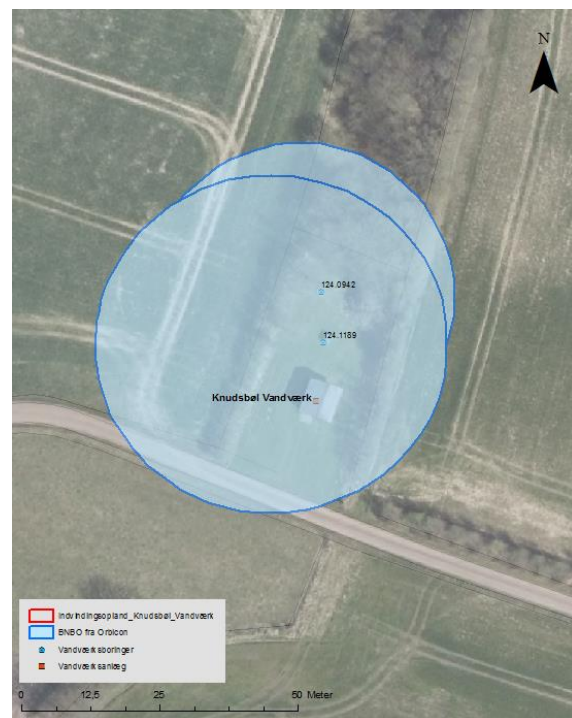 N
124.0942
124.1189
Knudsbøl Vandværk
Indvindingsopland_Knudsbøl_Vandværk
BNBO fra Orbicon
Vandværksboringer
Vandværksanlæg
0 12,5 25 50 Meter